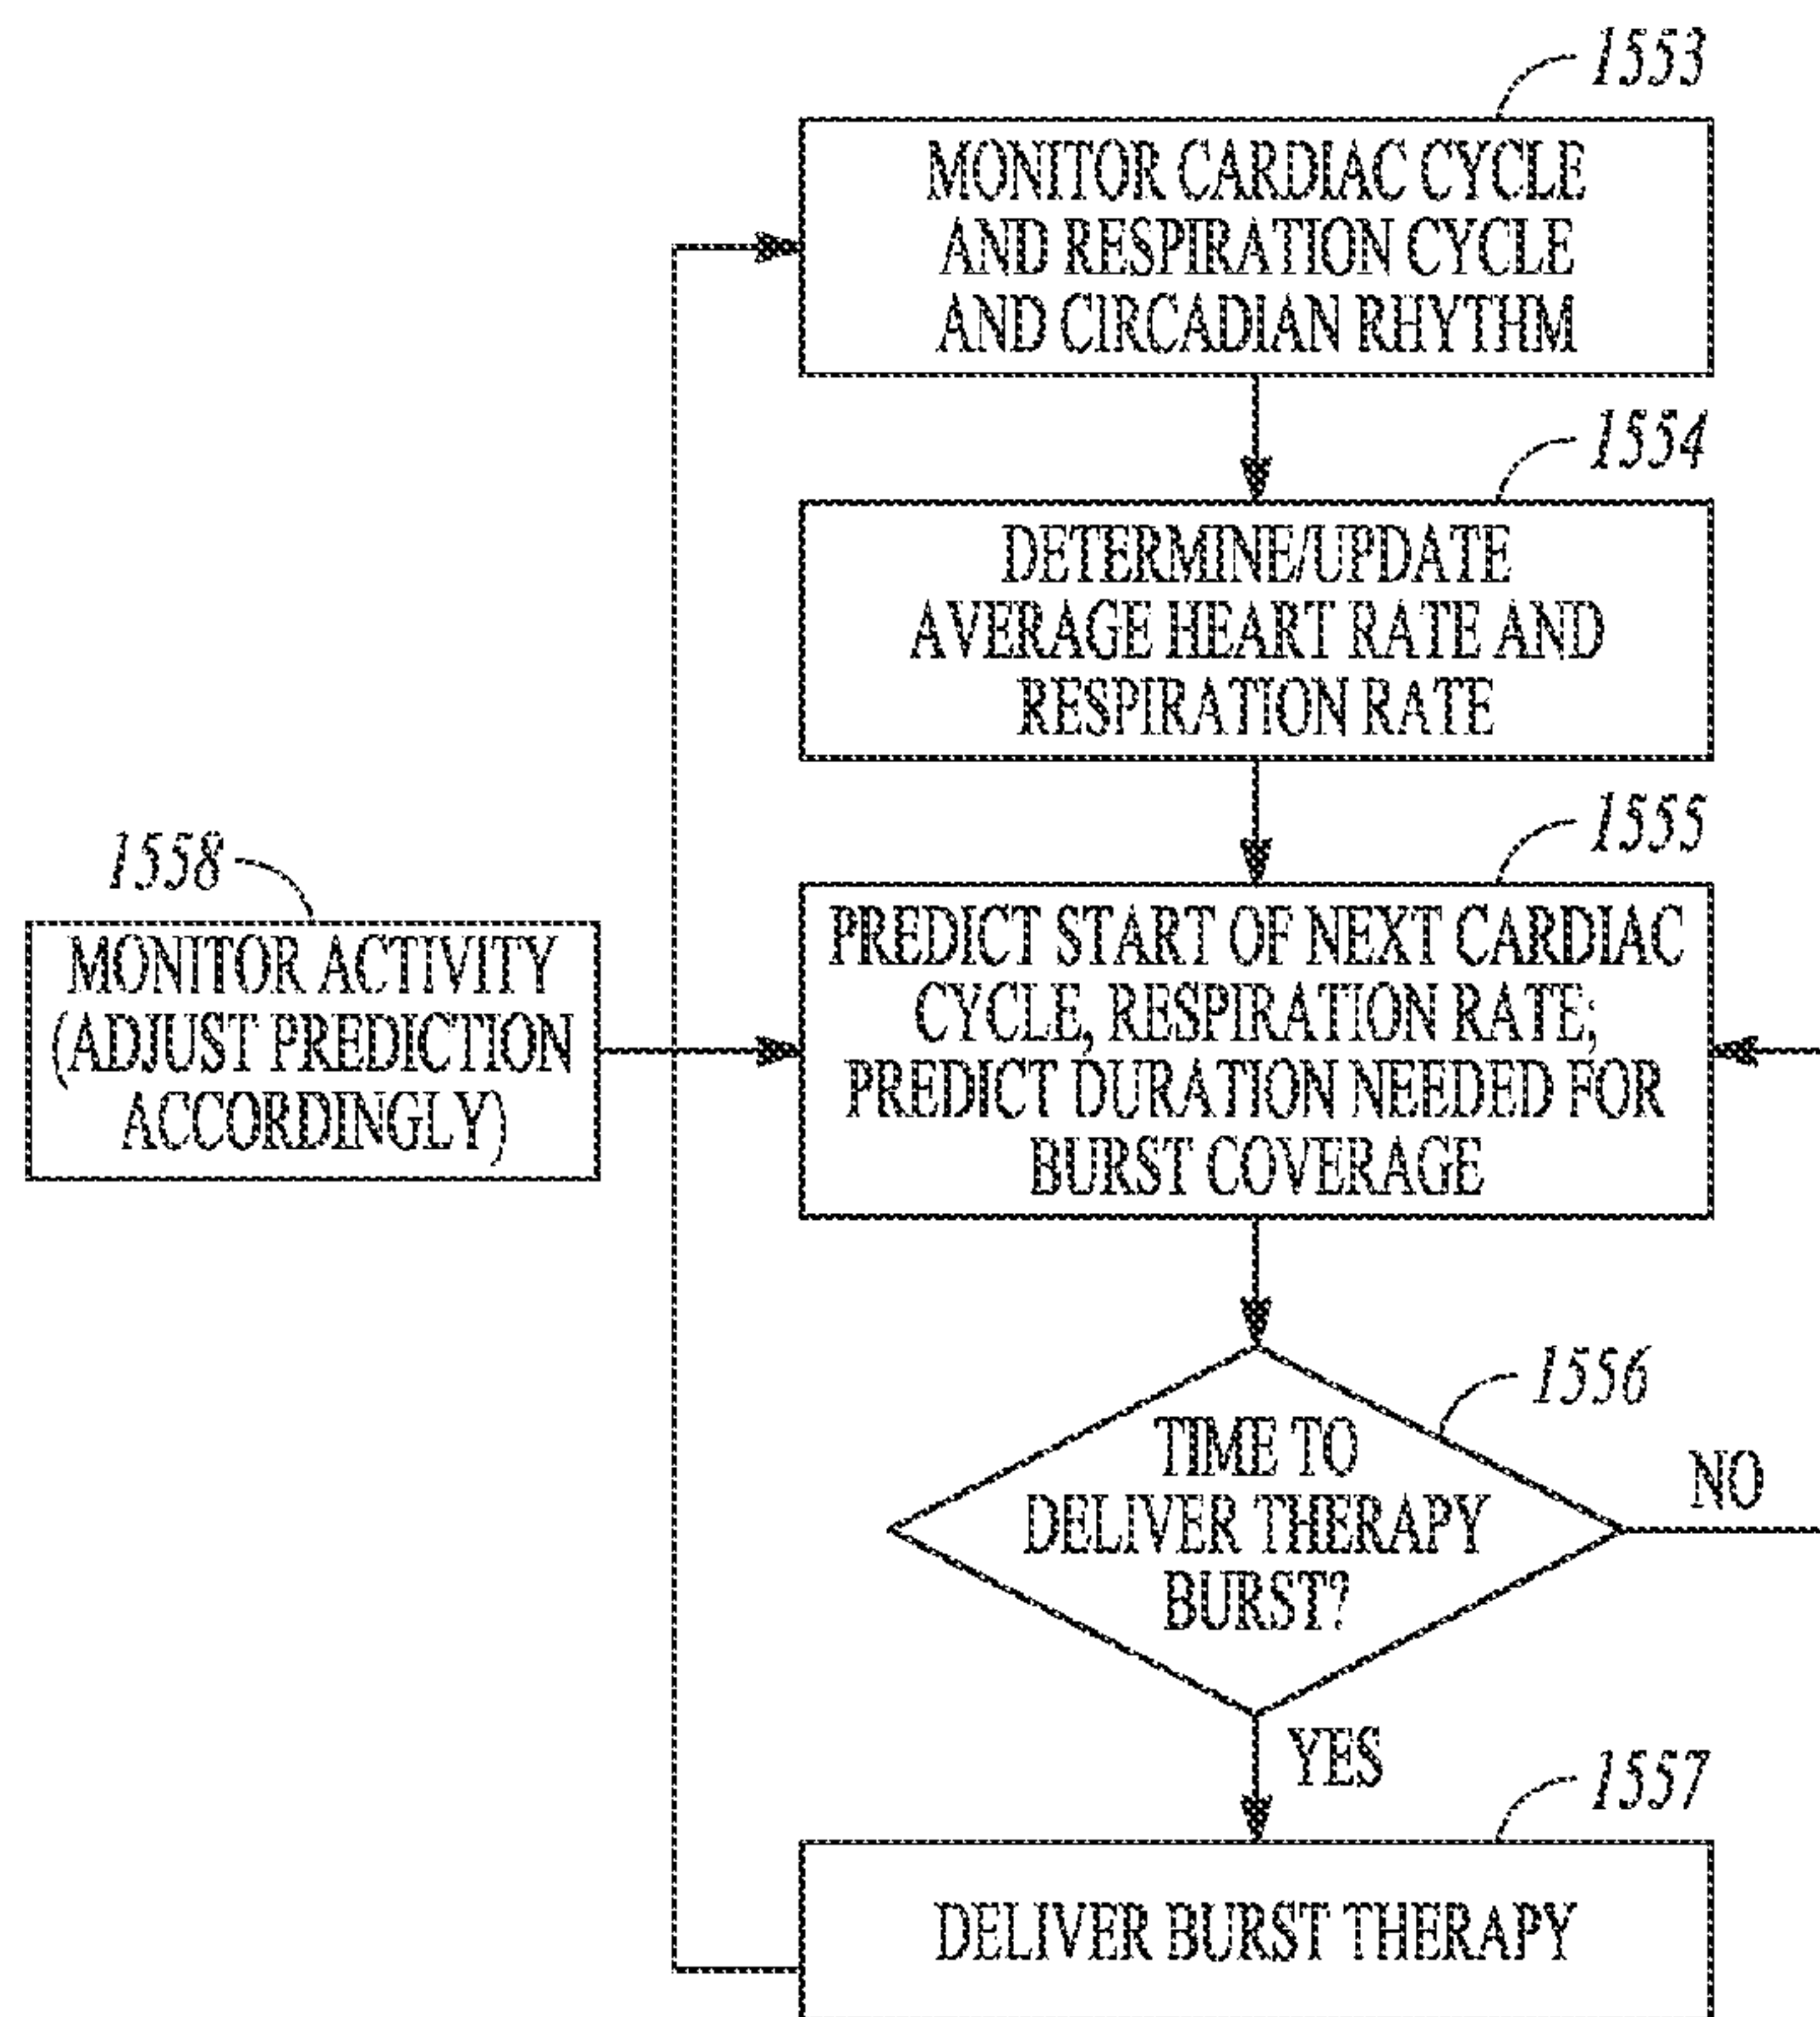 1553
MONITOR CARDIAC CYCLE
AND RESPIRATION CYCLE
AND CIRCADIAN RHYTHM
1554
DETERMINE/UPDATE
AVERAGE HEART RATE AND
RESPIRATION RATE
1555
PREDICT START OF NEXT CARDIAC
CYCLE, RESPIRATION RATE;
PREDICT DURATION NEEDED FOR
BURST COVERAGE
1558
MONITOR ACTIVITY
(ADJUST PREDICTION
ACCORDINGLY)
1556
TIME TO
DELIVER THERAPY
BURST?
NO
YES
1557
DELIVER BURST THERAPY